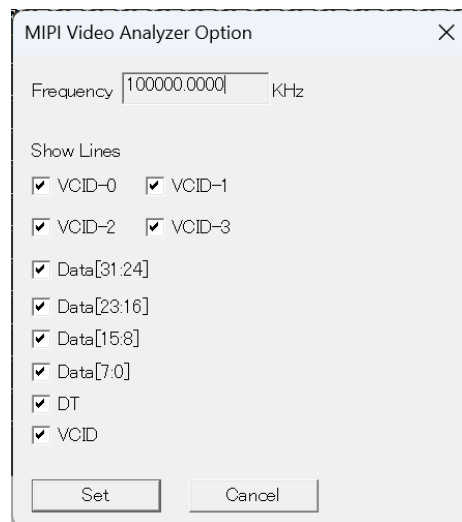 MIPI Video Analyzer Option
Frequency 100000.0000 KHz
Show Lines
VCID-0 VCID-1
VCID-2 VCID-3
Data[31:24]
Data[23:16]
Data[15:8]
Data[7:0]
DT
VCID
Set Cancel